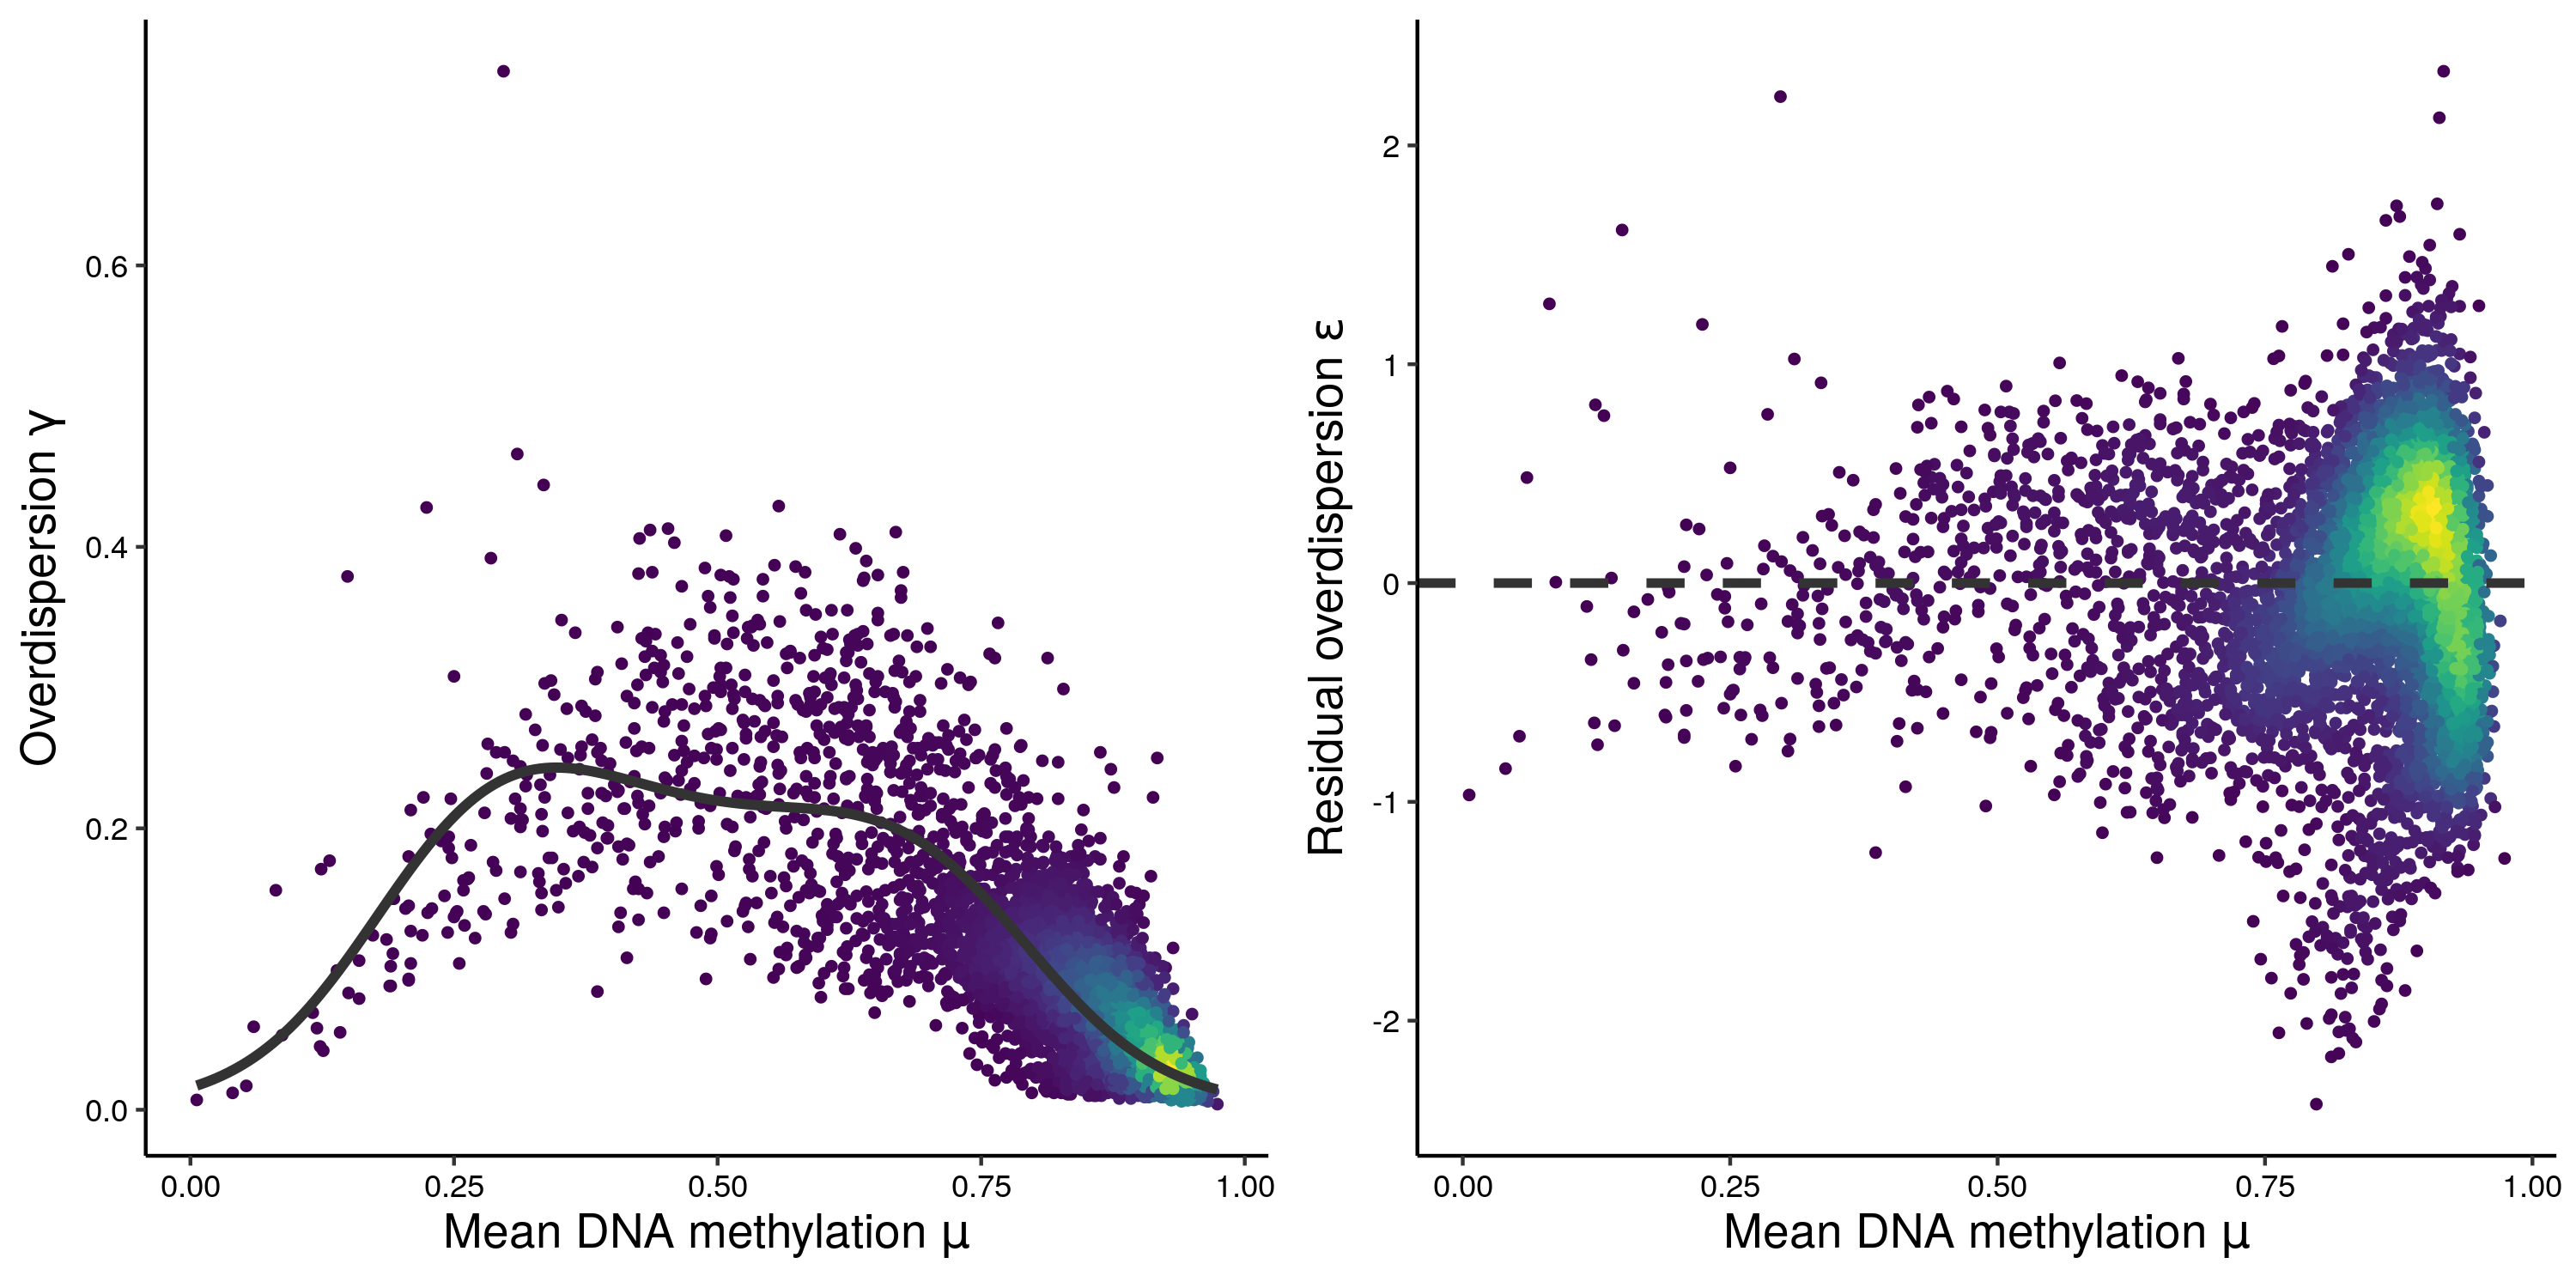 Overdispersion γ
0.6
0.4
0.2
0.0
0.00 0.25 0.50 0.75 1.00
Mean DNA methylation μ
Residual overdispersion ε
2
1
0
-1
-2
0.00 0.25 0.50 0.75 1.00
Mean DNA methylation μ